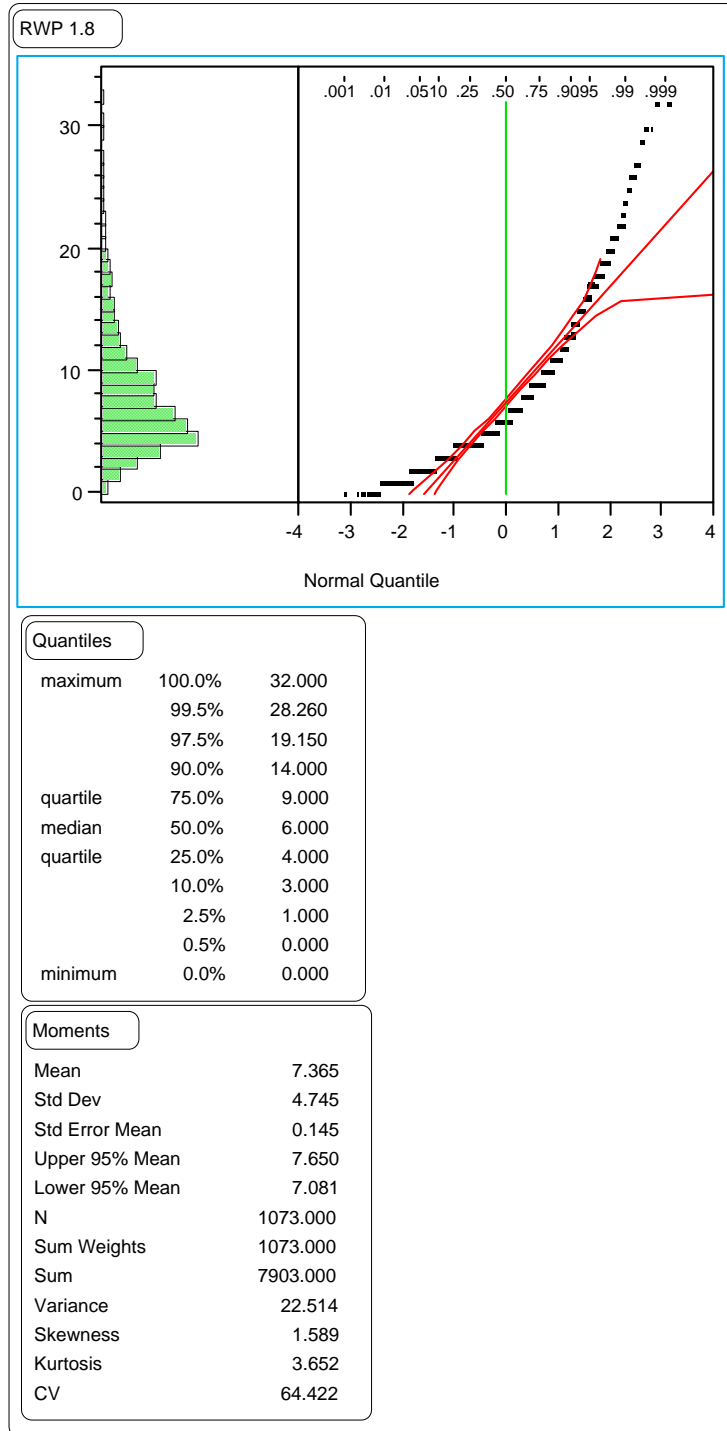 RWP 1.8
.001 .01 .05 .10 .25 .50 .75 .90 .95 .99 .999
30
20
10
0
-4 -3 -2 -1 0 1 2 3 4
Normal Quantile
Quantiles
maximum 100.0% 32.000
99.5% 28.260
97.5% 19.150
90.0% 14.000
quartile 75.0% 9.000
median 50.0% 6.000
quartile 25.0% 4.000
10.0% 3.000
2.5% 1.000
0.5% 0.000
minimum 0.0% 0.000
Moments
Mean 7.365
Std Dev 4.745
Std Error Mean 0.145
Upper 95% Mean 7.650
Lower 95% Mean 7.081
N 1073.000
Sum Weights 1073.000
Sum 7903.000
Variance 22.514
Skewness 1.589
Kurtosis 3.652
CV 64.422